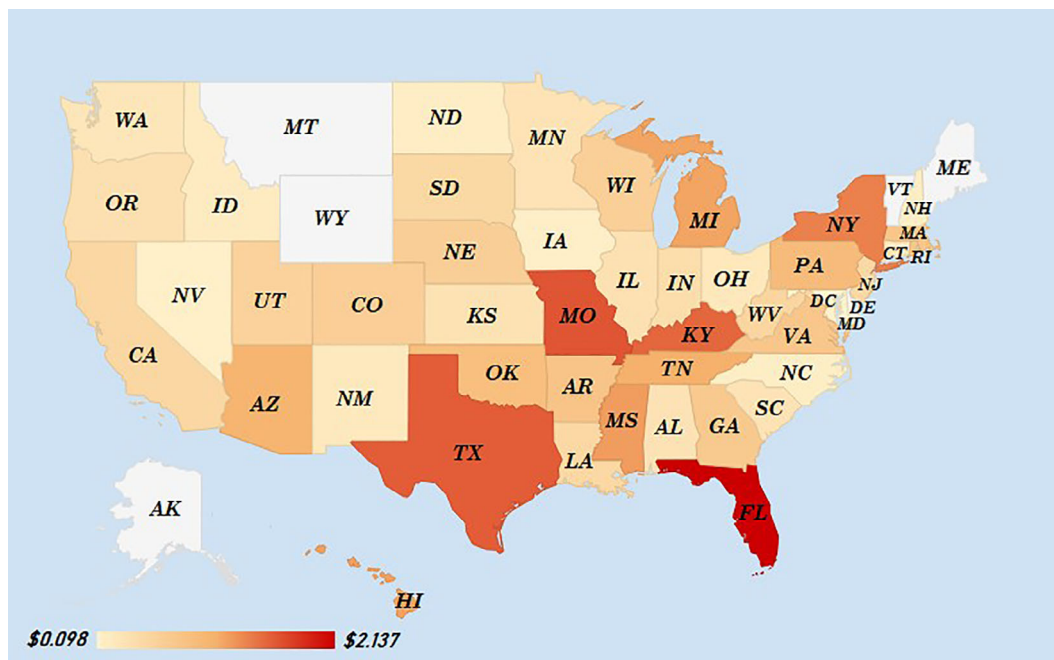 WA
MT
ND
MN
ME
OR
ID
SD
WI
VT
NH
WY
MI
NY
MA
NE
IA
CT
RI
PA
NV
UT
CO
IL
IN
OH
NJ
KS
MO
WV
DC
DE
MD
CA
KY
VA
OK
AR
TN
NC
AZ
NM
MS
AL
GA
SC
TX
LA
AK
FL
HI
$0.098
$2.137